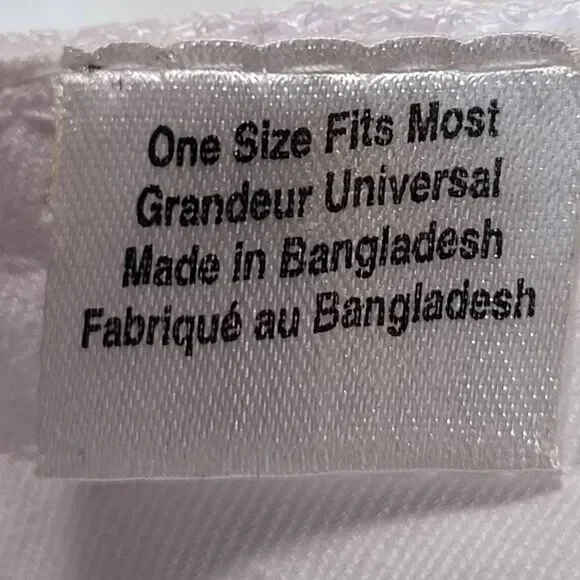 One Size Fits Most
Grandeur Universal
Made in Bangladesh
Fabriqué au Bangladesh